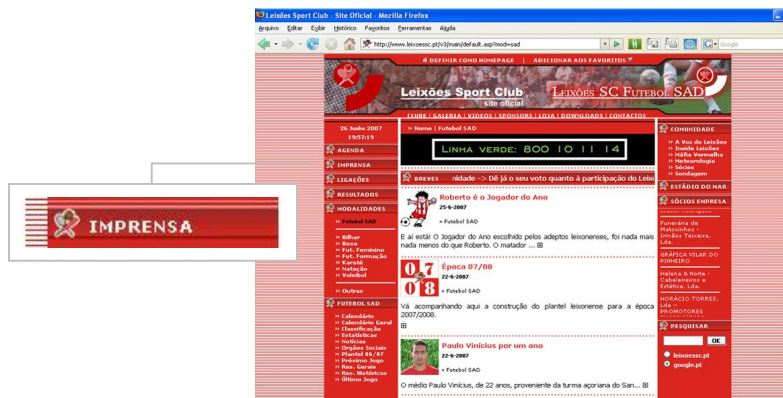 Leixões Sport Club - Site Oficial - Mozilla Firefox
Arquivo Editar Exibir Histórico Favoritos Ferramentas Ajuda
http://www.leixoessc.pt/v3/main/default.asp?mod=sad
Google
DEFINIR COMO HOMEPAGE | ADICIONAR AOS FAVORITOS
Leixões Sport Club
site oficial
LEIXÕES SC FUTEBOL SAD
CLUBE | GALERIA | VIDEOS | SPONSORS | LOJA | DOWNLOADS | CONTACTOS
26 Junho 2007
19:57:19
AGENDA
IMPRENSA
LIGAÇÕES
RESULTADOS
MODALIDADES
» Futebol SAD
» Bilhar
» Boxe
» Fut. Feminino
» Fut. Formação
» Karaté
» Natação
» Voleibol
» Outras
FUTEBOL SAD
» Calendário
» Calendário Geral
» Classificação
» Estatísticas
» Notícias
» Orgãos Sociais
» Plantel 06/07
» Próximo Jogo
» Res. Gerais
» Res. Históricos
» Último Jogo
IMPRENSA
» Home | Futebol SAD
LINHA VERDE: 800 10 11 14
BREVES nidade -> Dê já o seu voto quanto à participação do Leixõ
Roberto é o Jogador do Ano
25-6-2007
» Futebol SAD
E aí está! O Jogador do Ano escolhido pelos adeptos leixonenses, foi nada mais
nada menos do que Roberto. O matador ...
07
08
Época 07/08
22-6-2007
» Futebol SAD
Vá acompanhando aqui a construção do plantel leixonense para a época
2007/2008.
Paulo Vinícius por um ano
22-6-2007
» Futebol SAD
O médio Paulo Vinícius, de 22 anos, proveniente da turma açoriana do San...
COMUNIDADE
» A Voz do Leixões
» Inside Leixões
» Máfia Vermelha
» Meteorologia
» Sócios
» Sondagem
ESTÁDIO DO MAR
SÓCIOS EMPRESA
Funerária de
Matosinhos -
Irmãos Teixeira,
Lda.
GRÁFICA VILAR DO
PINHEIRO
Helena & Horta -
Cabeleireiros e
Estética, Lda.
HORÁCIO TORRES,
Lda -
PROMOTORES
PESQUISAR
OK
leixoessc.pt
google.pt